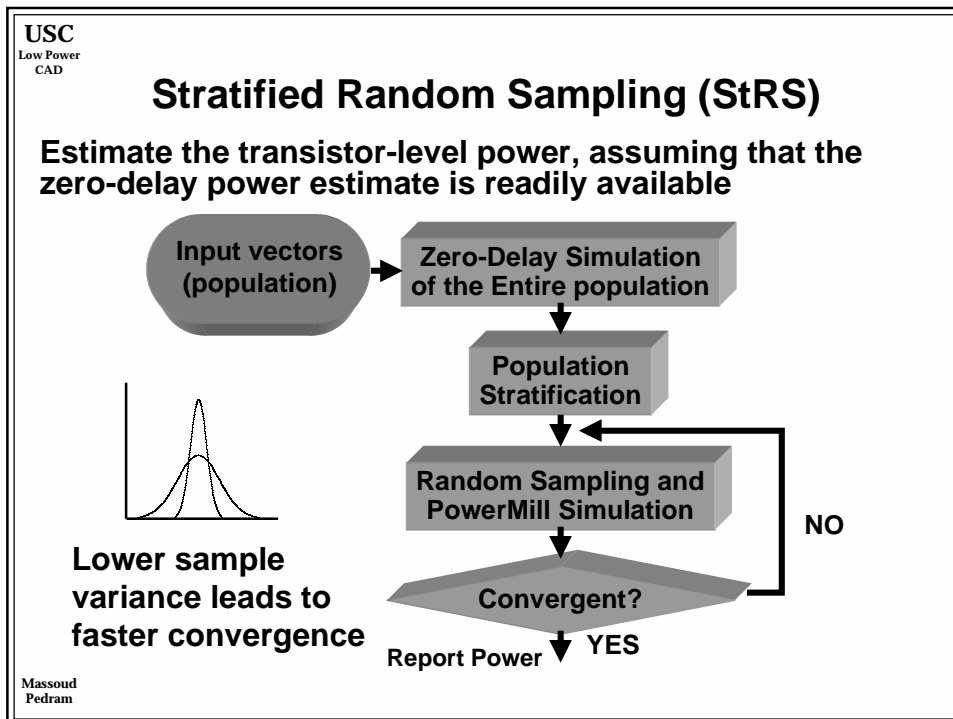 USC
Low Power
CAD
Stratified Random Sampling (StRS)
Estimate the transistor-level power, assuming that the
zero-delay power estimate is readily available
Input vectors
(population)
Zero-Delay Simulation
of the Entire population
Population
Stratification
Random Sampling and
PowerMill Simulation
NO
Lower sample
variance leads to
faster convergence
Convergent?
YES
Report Power
Massoud
Pedram